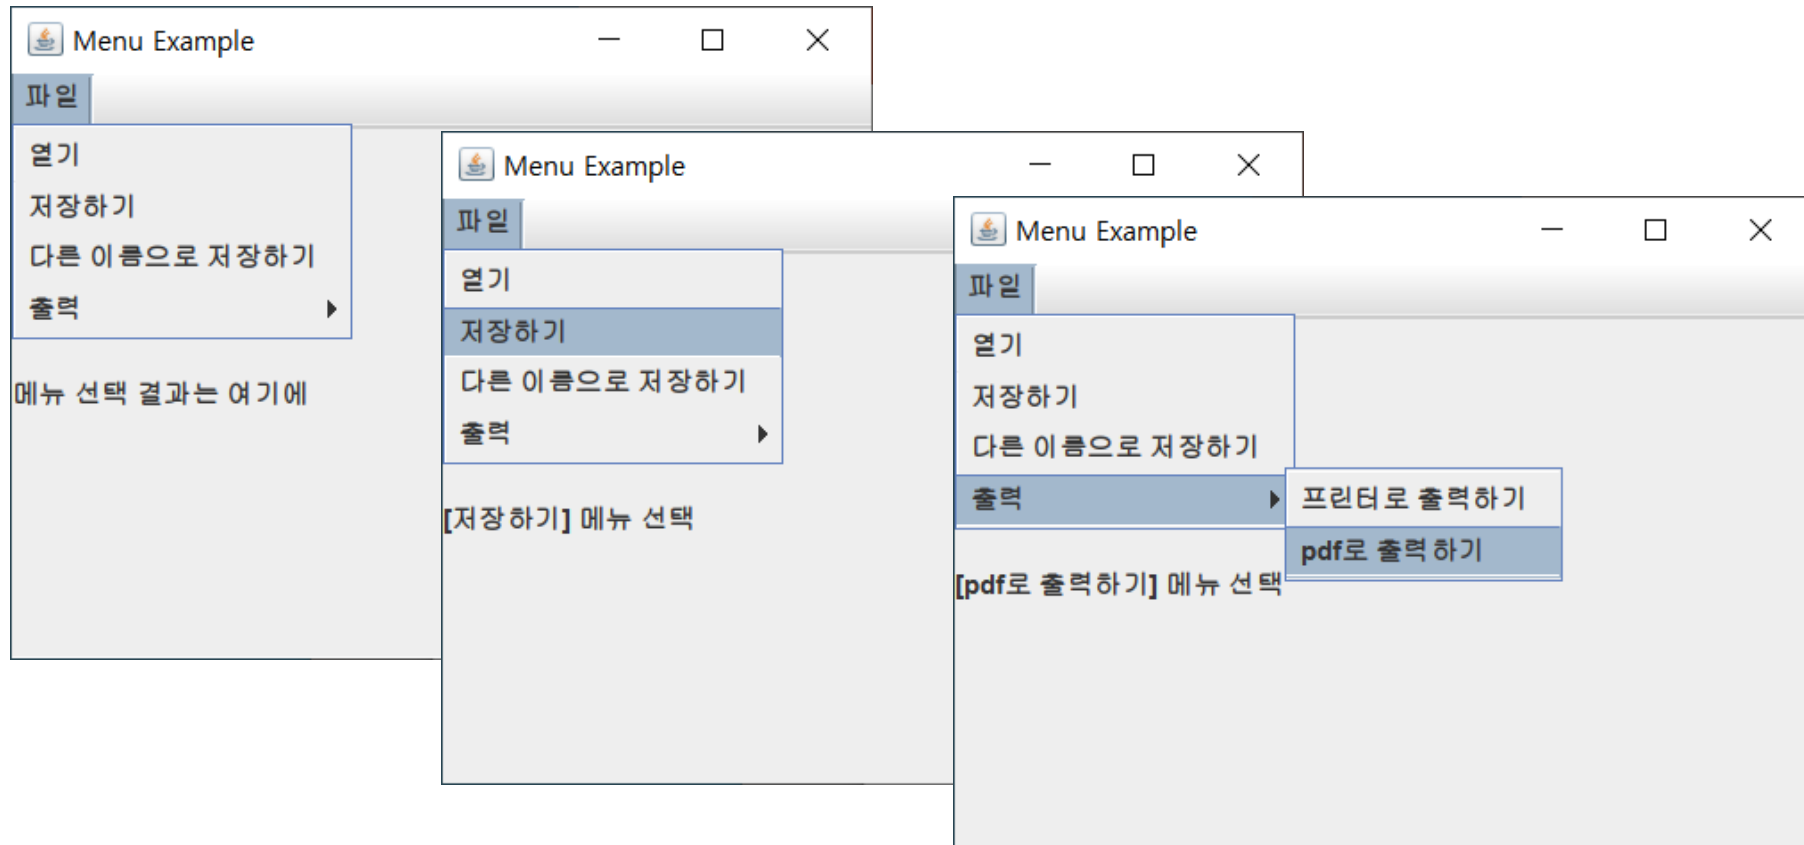 Menu Example
파일
열기
저장하기
다른 이름으로 저장하기
출력
메뉴 선택 결과는 여기에
Menu Example
파일
열기
저장하기
다른 이름으로 저장하기
출력
[저장하기] 메뉴 선택
Menu Example
파일
열기
저장하기
다른 이름으로 저장하기
출력
프린터로 출력하기
pdf로 출력하기
[pdf로 출력하기] 메뉴 선택